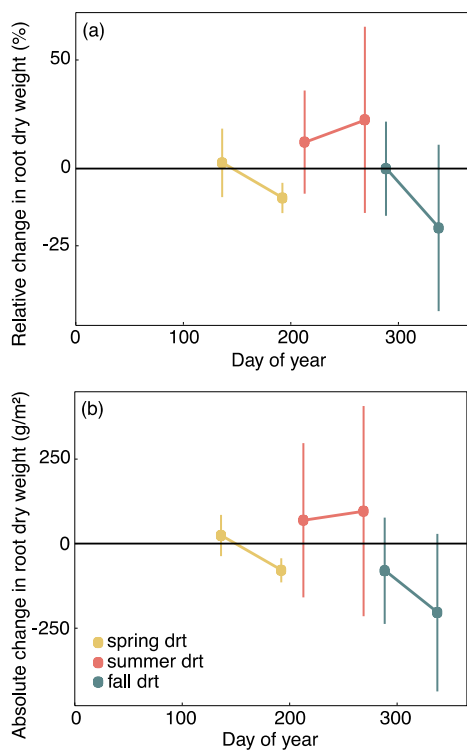 (a)
Relative change in root dry weight (%)
50
0
-25
0 100 200 300
Day of year
(b)
Absolute change in root dry weight (g/m²)
250
0
-250
spring drt
summer drt
fall drt
0 100 200 300
Day of year